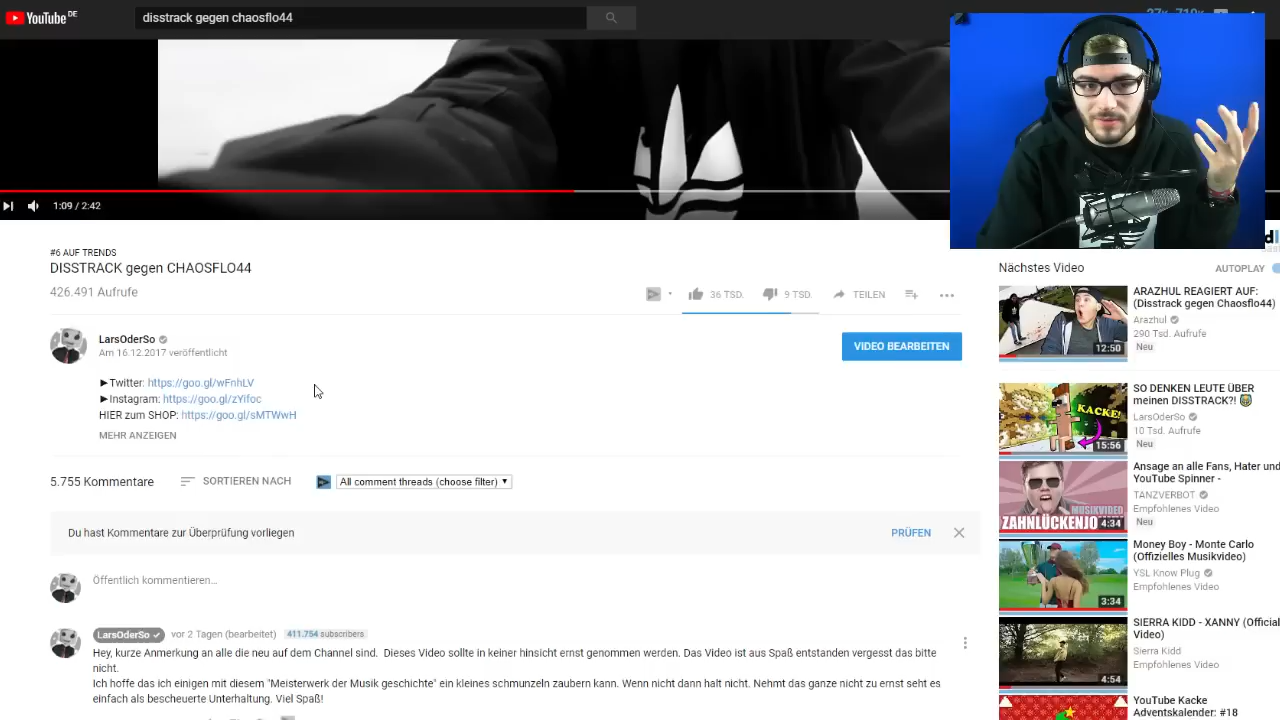 YouTube DE
disstrack gegen chaosflo44
1:09 / 2:42
#6 AUF TRENDS
DISSTRACK gegen CHAOSFLO44
426.491 Aufrufe
36 TSD.
9 TSD.
TEILEN
LarsOderSo
Am 16.12.2017 veröffentlicht
VIDEO BEARBEITEN
►Twitter: https://goo.gl/wFnhLV
►Instagram: https://goo.gl/zYifoc
HIER zum SHOP: https://goo.gl/sMTWwH
MEHR ANZEIGEN
5.755 Kommentare
SORTIEREN NACH
All comment threads (choose filter)
Du hast Kommentare zur Überprüfung vorliegen
PRÜFEN
Öffentlich kommentieren...
LarsOderSo vor 2 Tagen (bearbeitet) 411.754 subscribers
Hey, kurze Anmerkung an alle die neu auf dem Channel sind. Dieses Video sollte in keiner hinsicht ernst genommen werden. Das Video ist aus Spaß entstanden vergesst das bitte
nicht.
Ich hoffe das ich einigen mit diesem "Meisterwerk der Musik geschichte" ein kleines schmunzeln zaubern kann. Wenn nicht dann halt nicht. Nehmt das ganze nicht zu ernst seht es
einfach als bescheuerte Unterhaltung. Viel Spaß!
Nächstes Video
AUTOPLAY
ARAZHUL REAGIERT AUF:
(Disstrack gegen Chaosflo44)
Arazhul
290 Tsd. Aufrufe
Neu
12:50
SO DENKEN LEUTE ÜBER
meinen DISSTRACK?!
LarsOderSo
10 Tsd. Aufrufe
Neu
KACKE!
15:56
Ansage an alle Fans, Hater und
YouTube Spinner -
TANZVERBOT
Empfohlenes Video
Neu
MUSIKVIDEO
ZAHNLÜCKENJO
4:34
Money Boy - Monte Carlo
(Offizielles Musikvideo)
YSL Know Plug
Empfohlenes Video
3:34
SIERRA KIDD - XANNY (Official
Video)
Sierra Kidd
Empfohlenes Video
4:54
YouTube Kacke
Adventskalender: #18